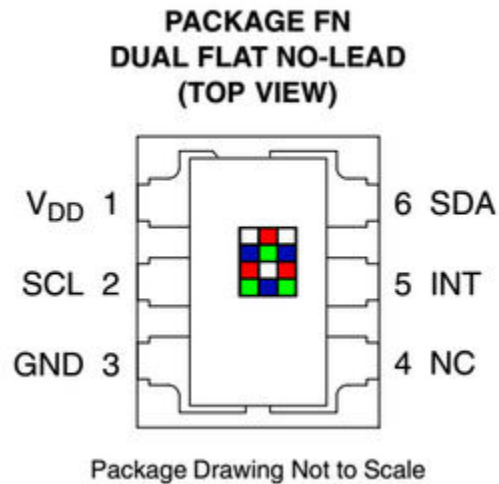 PACKAGE FN
DUAL FLAT NO-LEAD
(TOP VIEW)
VDD 1
6 SDA
SCL 2
5 INT
GND 3
4 NC
Package Drawing Not to Scale